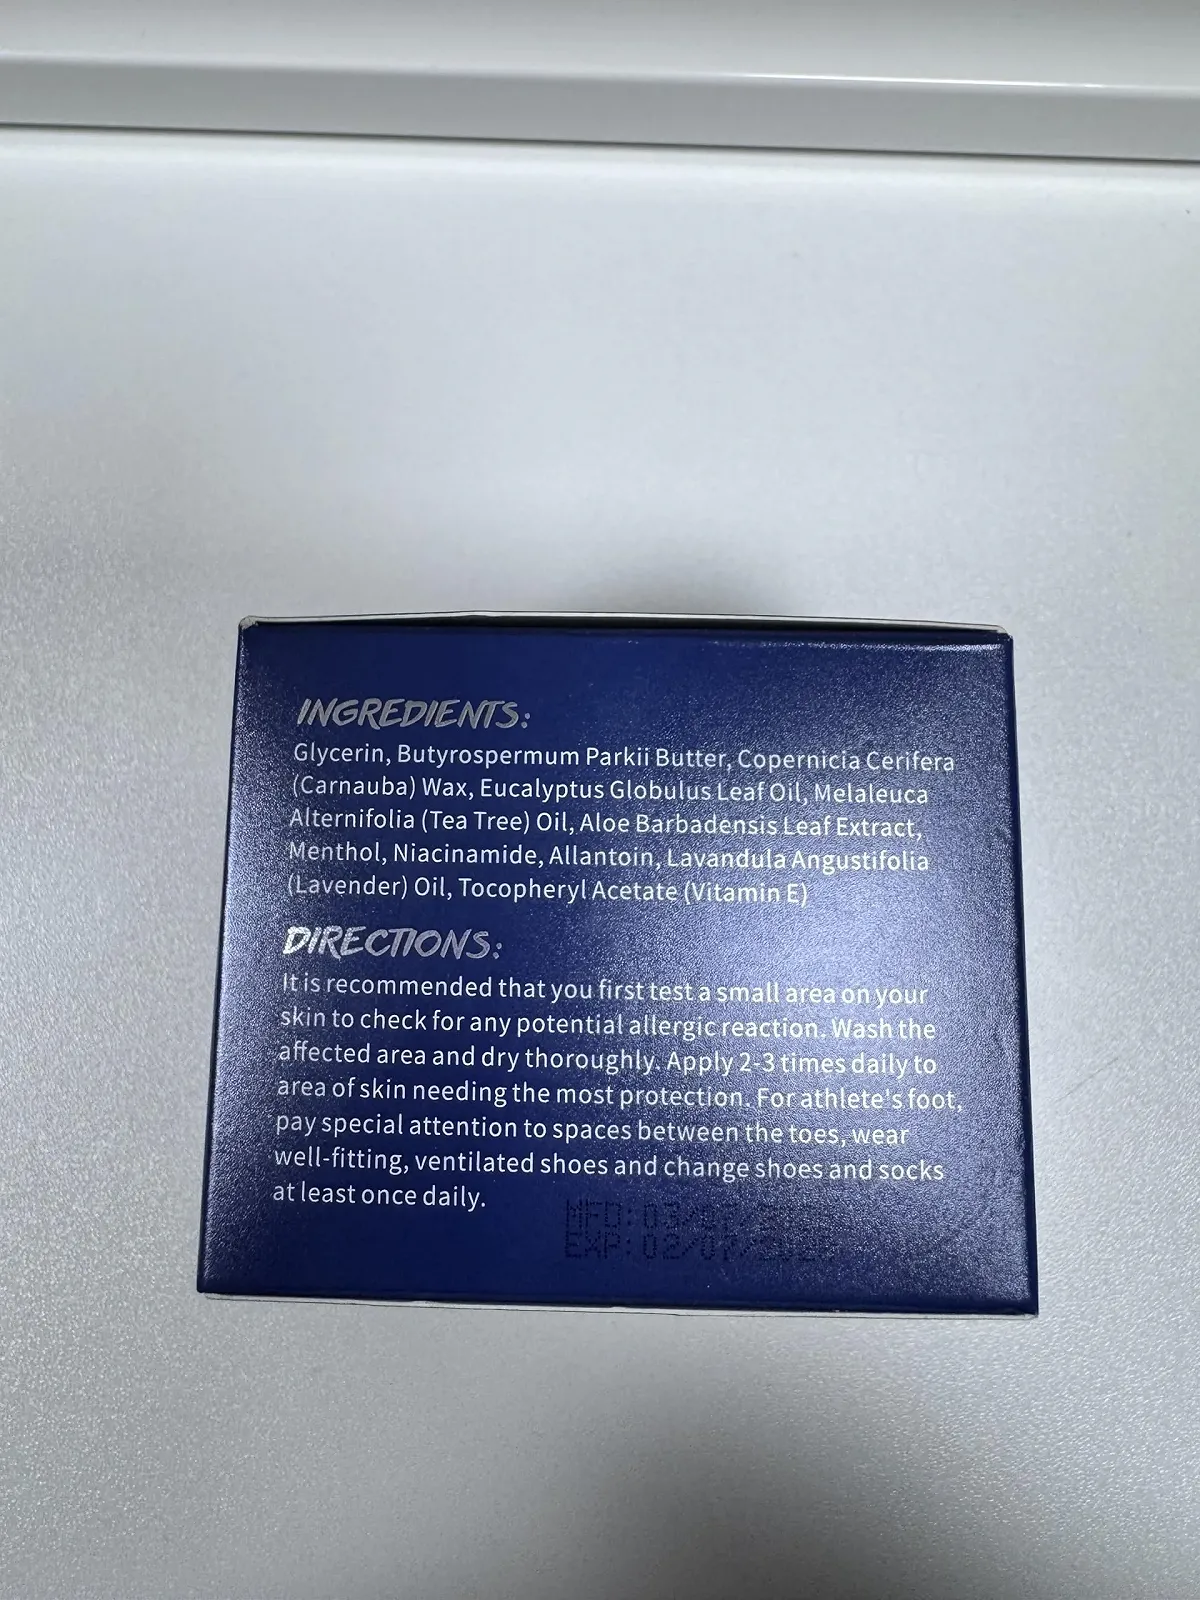 INGREDIENTS:
Glycerin, Butyrospermum Parkii Butter, Copernicia Cerifera
(Carnauba) Wax, Eucalyptus Globulus Leaf Oil, Melaleuca
Alternifolia (Tea Tree) Oil, Aloe Barbadensis Leaf Extract,
Menthol, Niacinamide, Allantoin, Lavandula Angustifolia
(Lavender) Oil, Tocopheryl Acetate (Vitamin E)
DIRECTIONS:
It is recommended that you first test a small area on your
skin to check for any potential allergic reaction. Wash the
affected area and dry thoroughly. Apply 2-3 times daily to
area of skin needing the most protection. For athlete's foot,
pay special attention to spaces between the toes, wear
well-fitting, ventilated shoes and change shoes and socks
at least once daily.
MFD:
EXP: